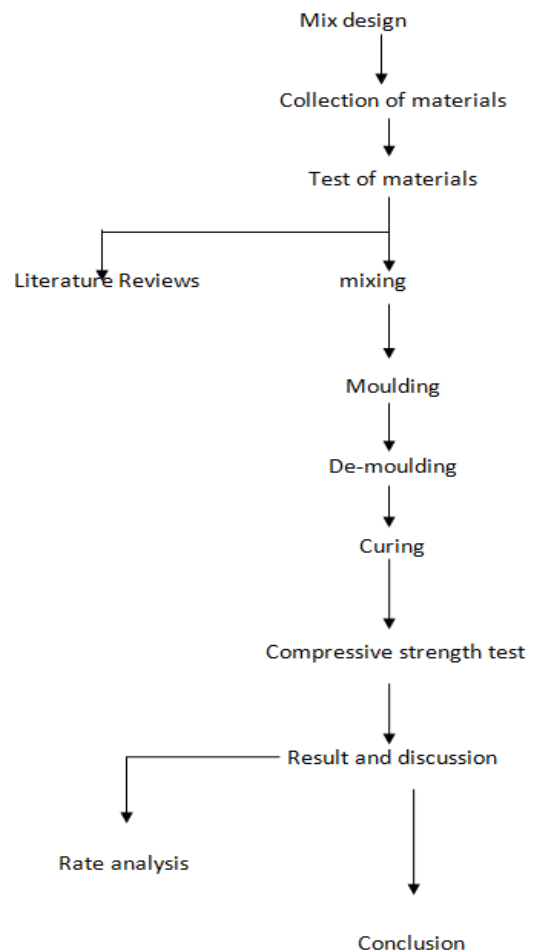 Mix design
Collection of materials
Test of materials
Literature Reviews
mixing
Moulding
De-moulding
Curing
Compressive strength test
Result and discussion
Rate analysis
Conclusion